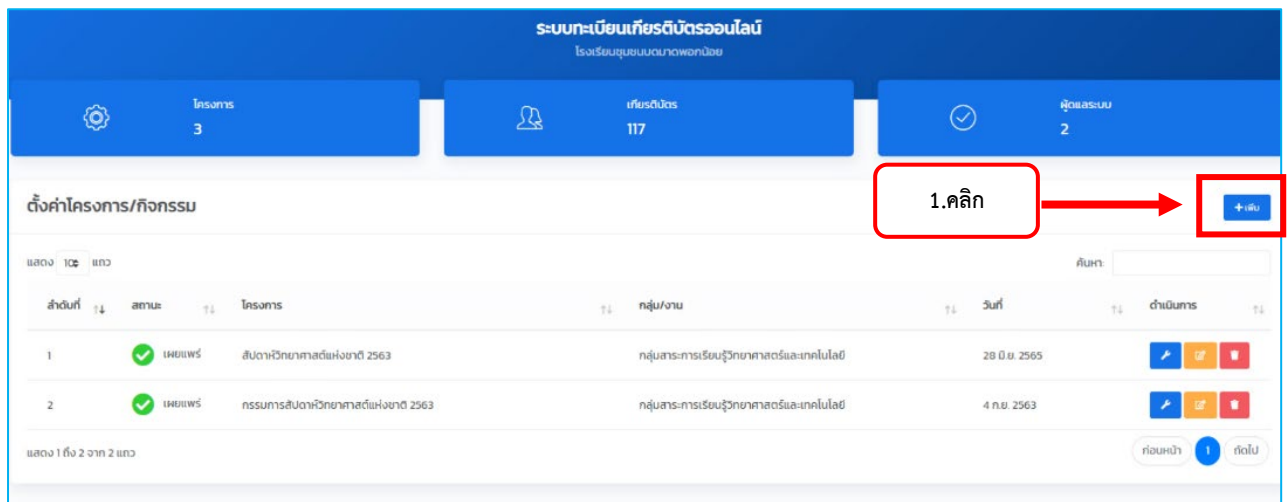 ระบบทะเบียนเกียรติบัตรออนไลน์
โรงเรียนชุมชนบดมาดพอกน้อย
โครงการ
3
เกียรติบัตร
117
ผู้ดูแลระบบ
2
ตั้งค่าโครงการ/กิจกรรม
1.คลิก
+เพิ่ม
แสดง 10 แถว
ค้นหา:
ลำดับที่ สถานะ โครงการ กลุ่ม/งาน วันที่ ดำเนินการ
1 เผยแพร่ สัปดาห์วิทยาศาสต์แห่งชาติ 2563 กลุ่มสาระการเรียนรู้วิทยาศาสตร์และเทคโนโลยี 28 มิ.ย. 2565
2 เผยแพร่ กรรมการสัปดาห์วิทยาศาสต์แห่งชาติ 2563 กลุ่มสาระการเรียนรู้วิทยาศาสตร์และเทคโนโลยี 4 ก.ย. 2563
แสดง 1 ถึง 2 จาก 2 แถว
ก่อนหน้า 1 ถัดไป